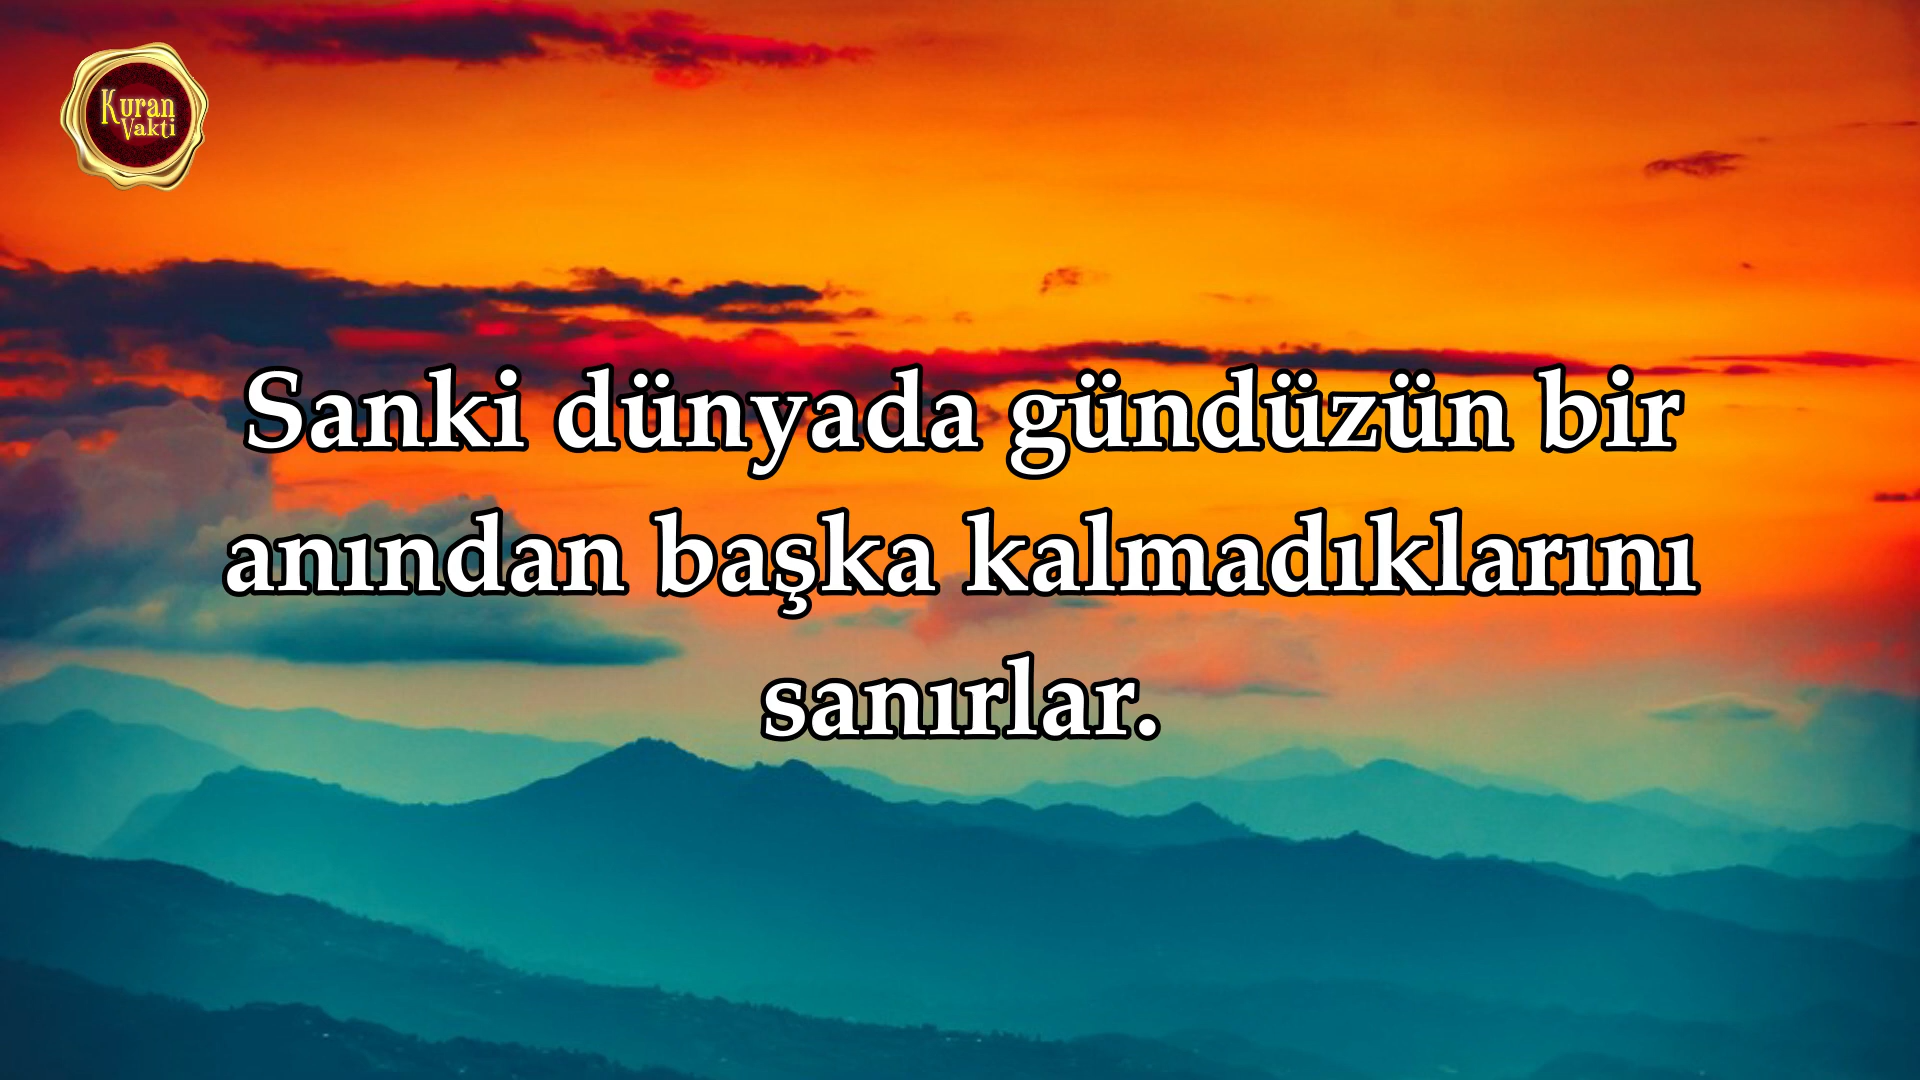 Kuran
Vakti
Sanki dünyada gündüzün bir
anından başka kalmadıklarını
sanırlar.